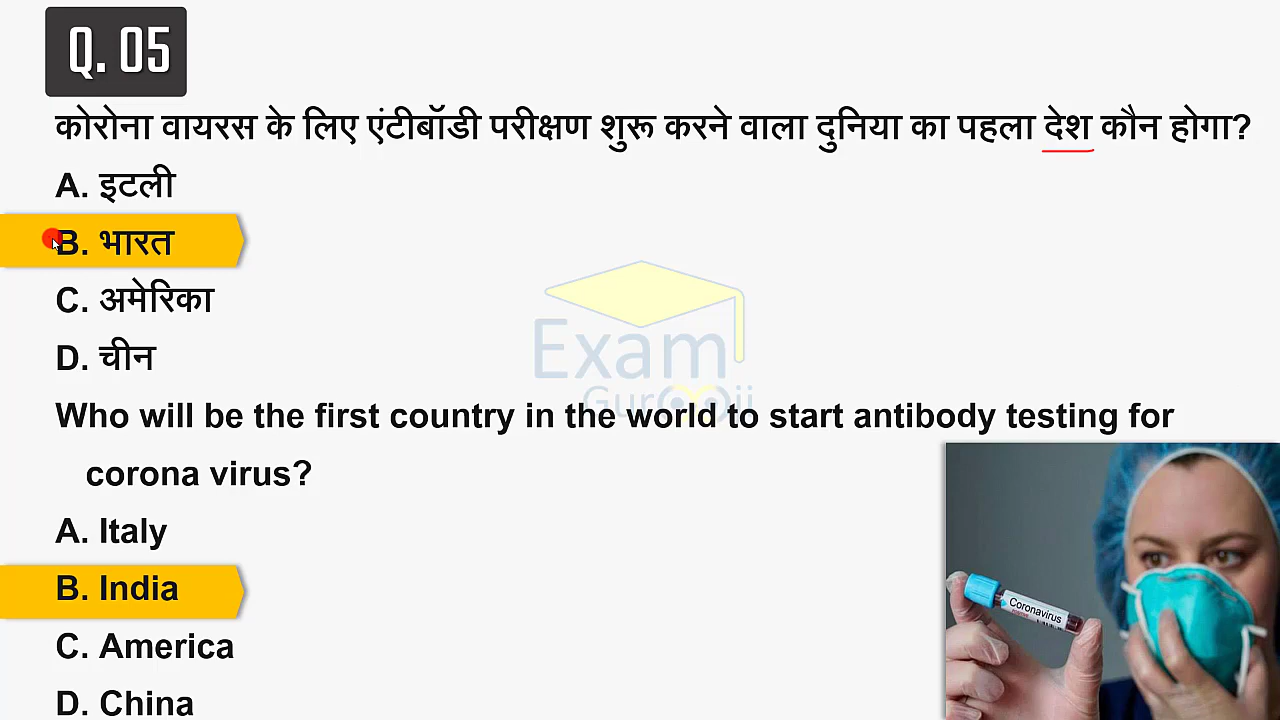 Q. 05
कोरोना वायरस के लिए एंटीबॉडी परीक्षण शुरू करने वाला दुनिया का पहला देश कौन होगा?
A. इटली
B. भारत
C. अमेरिका
D. चीन
Exam
Gurooji
Who will be the first country in the world to start antibody testing for
corona virus?
A. Italy
B. India
C. America
D. China
Coronavirus